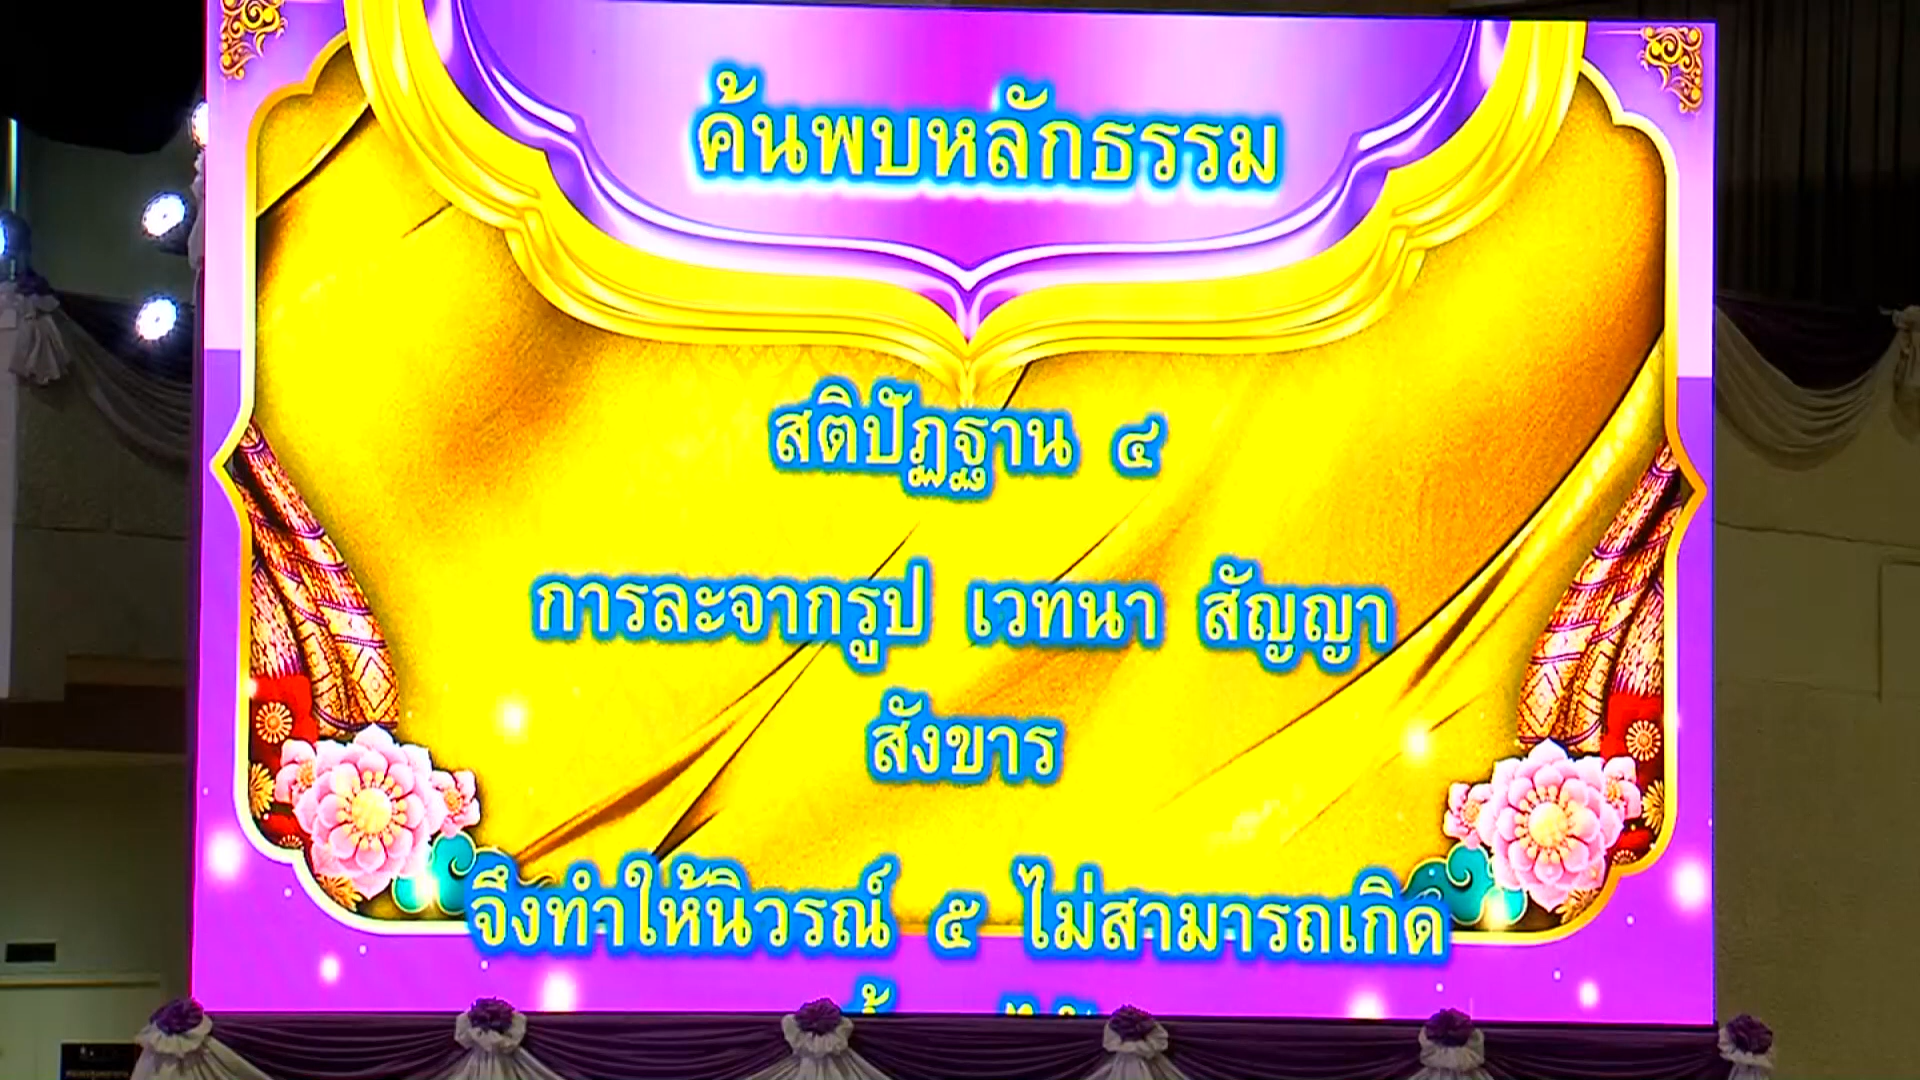 ค้นพบหลักธรรม
สติปัฏฐาน ๔
การละจากรูป เวทนา สัญญา
สังขาร
จึงทำให้นิวรณ์ ๕ ไม่สามารถเกิด